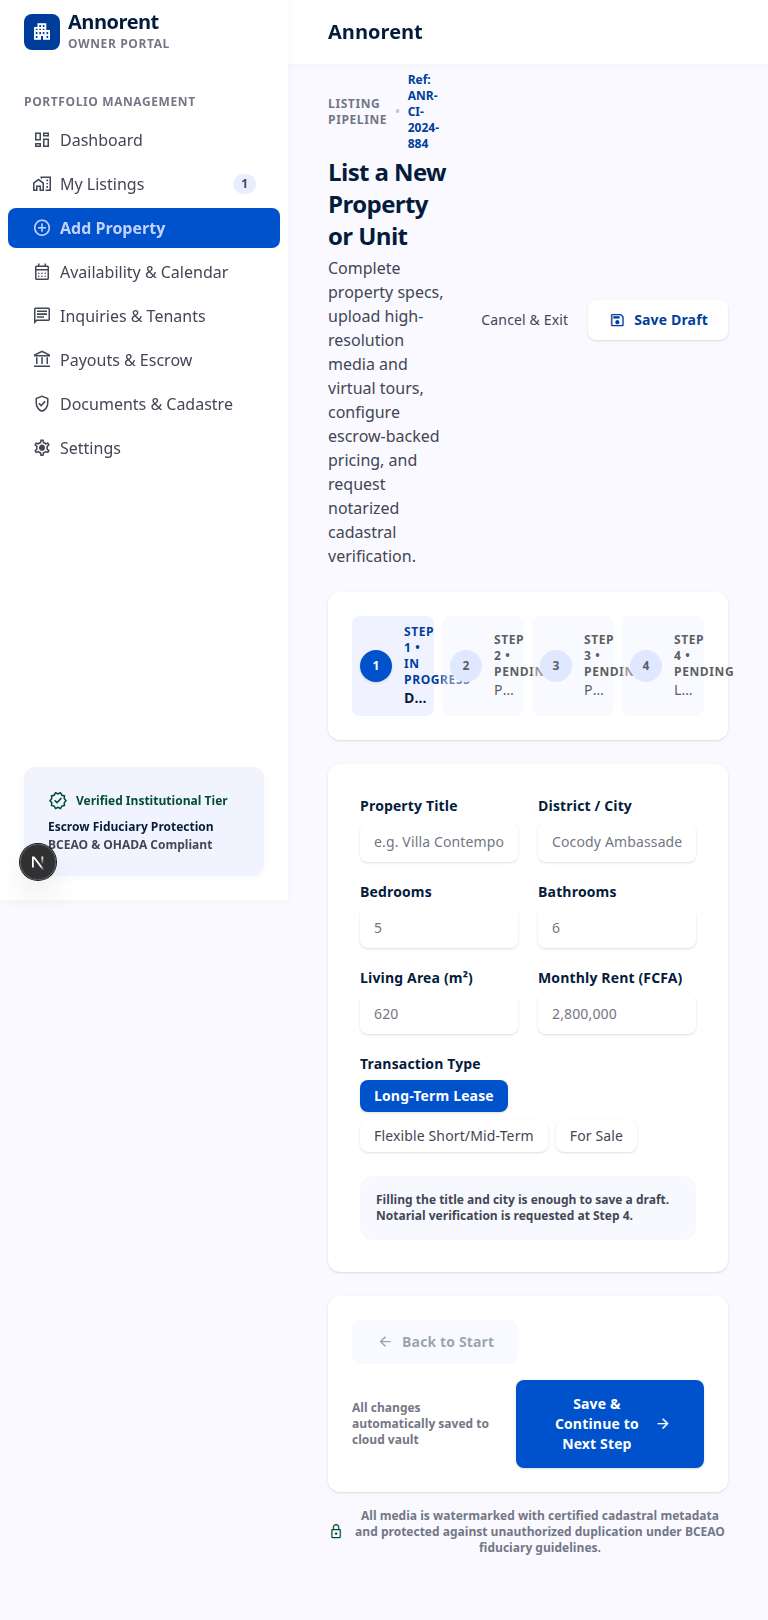 Annorent
OWNER PORTAL
PORTFOLIO MANAGEMENT
Dashboard
My Listings 1
Add Property
Availability & Calendar
Inquiries & Tenants
Payouts & Escrow
Documents & Cadastre
Settings
Verified Institutional Tier
Escrow Fiduciary Protection
BCEAO & OHADA Compliant
N
Annorent
LISTING
PIPELINE
•
Ref:
ANR-
CI-
2024-
884
List a New
Property
or Unit
Complete
property specs,
upload high-
resolution
media and
virtual tours,
configure
escrow-backed
pricing, and
request
notarized
cadastral
verification.
Cancel & Exit
Save Draft
1
STEP
1 •
IN
PROGRESS
D...
2
STEP
2 •
PENDIN
P...
3
STEP
3 •
PENDIN
P...
4
STEP
4 •
PENDING
L...
Property Title
e.g. Villa Contempo
District / City
Cocody Ambassade
Bedrooms
5
Bathrooms
6
Living Area (m²)
620
Monthly Rent (FCFA)
2,800,000
Transaction Type
Long-Term Lease
Flexible Short/Mid-Term
For Sale
Filling the title and city is enough to save a draft.
Notarial verification is requested at Step 4.
Back to Start
All changes
automatically saved to
cloud vault
Save &
Continue to
Next Step
All media is watermarked with certified cadastral metadata
and protected against unauthorized duplication under BCEAO
fiduciary guidelines.